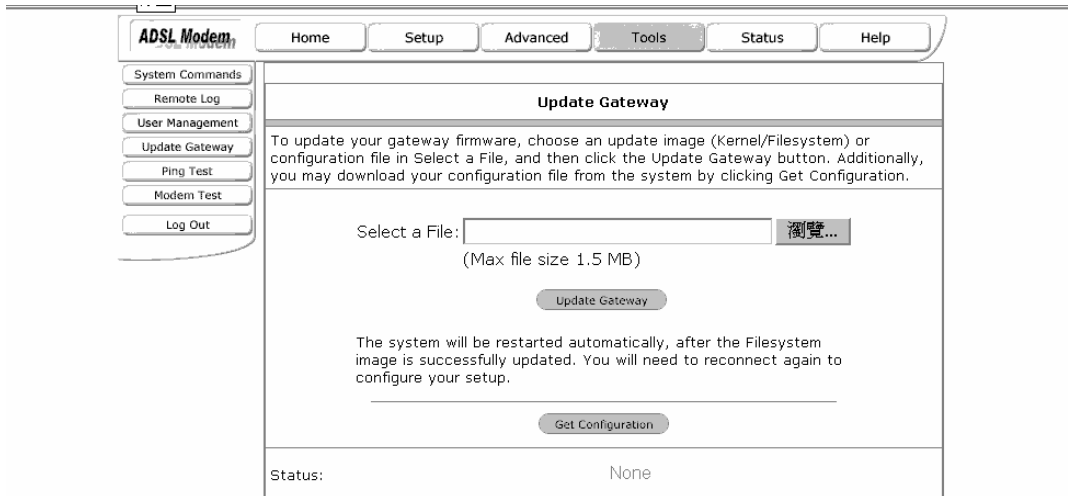 ADSL Modem
Home
Setup
Advanced
Tools
Status
Help
System Commands
Remote Log
User Management
Update Gateway
Ping Test
Modem Test
Log Out
Update Gateway
To update your gateway firmware, choose an update image (Kernel/Filesystem) or
configuration file in Select a File, and then click the Update Gateway button. Additionally,
you may download your configuration file from the system by clicking Get Configuration.
Select a File:
瀏覽...
(Max file size 1.5 MB)
Update Gateway
The system will be restarted automatically, after the Filesystem
image is successfully updated. You will need to reconnect again to
configure your setup.
Get Configuration
Status:
None